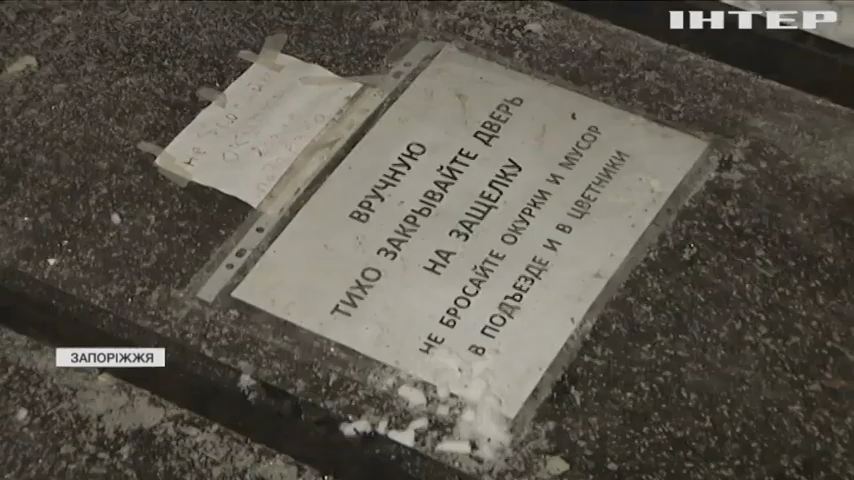 ІНТЕР
ВРУЧНУЮ
ТИХО ЗАКРЫВАЙТЕ ДВЕРЬ
НА ЗАЩЕЛКУ
НЕ БРОСАЙТЕ ОКУРКИ И МУСОР
В ПОДЪЕЗДЕ И В ЦВЕТНИКИ
ЗАПОРІЖЖЯ